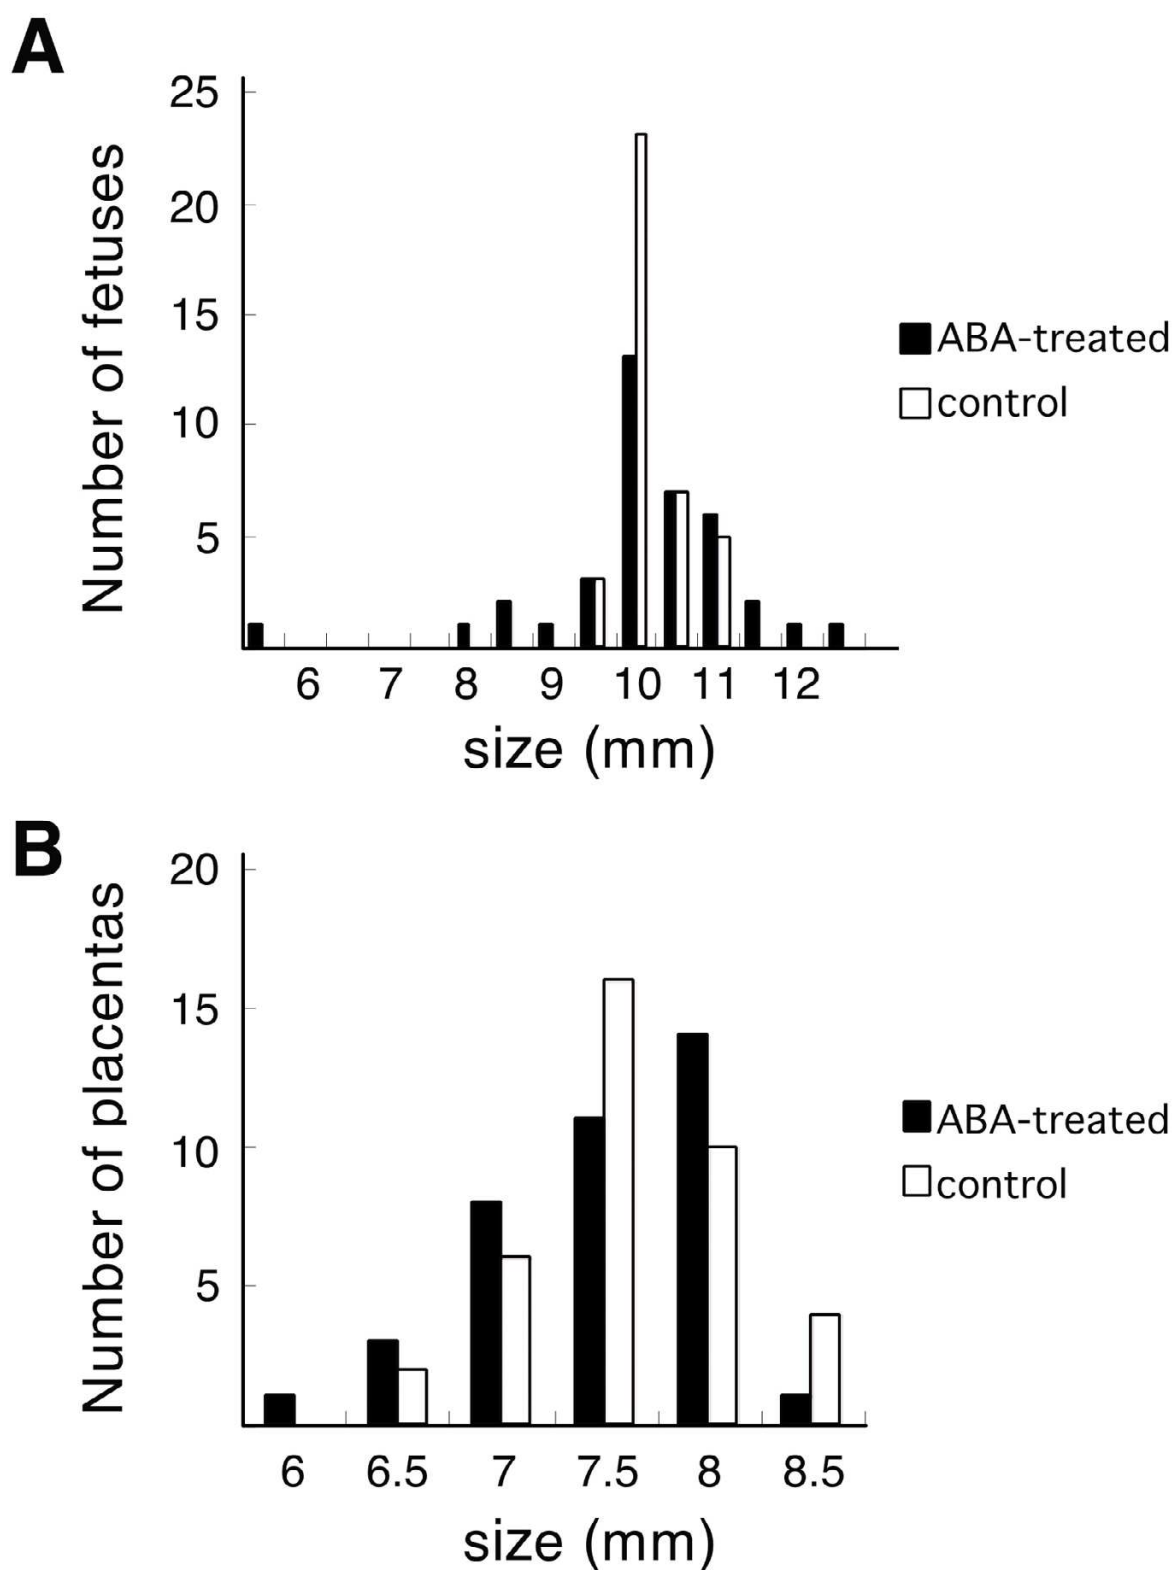 A
Number of fetuses
25
20
15
10
5
6 7 8 9 10 11 12
size (mm)
ABA-treated
control
B
Number of placentas
20
15
10
5
6 6.5 7 7.5 8 8.5
size (mm)
ABA-treated
control